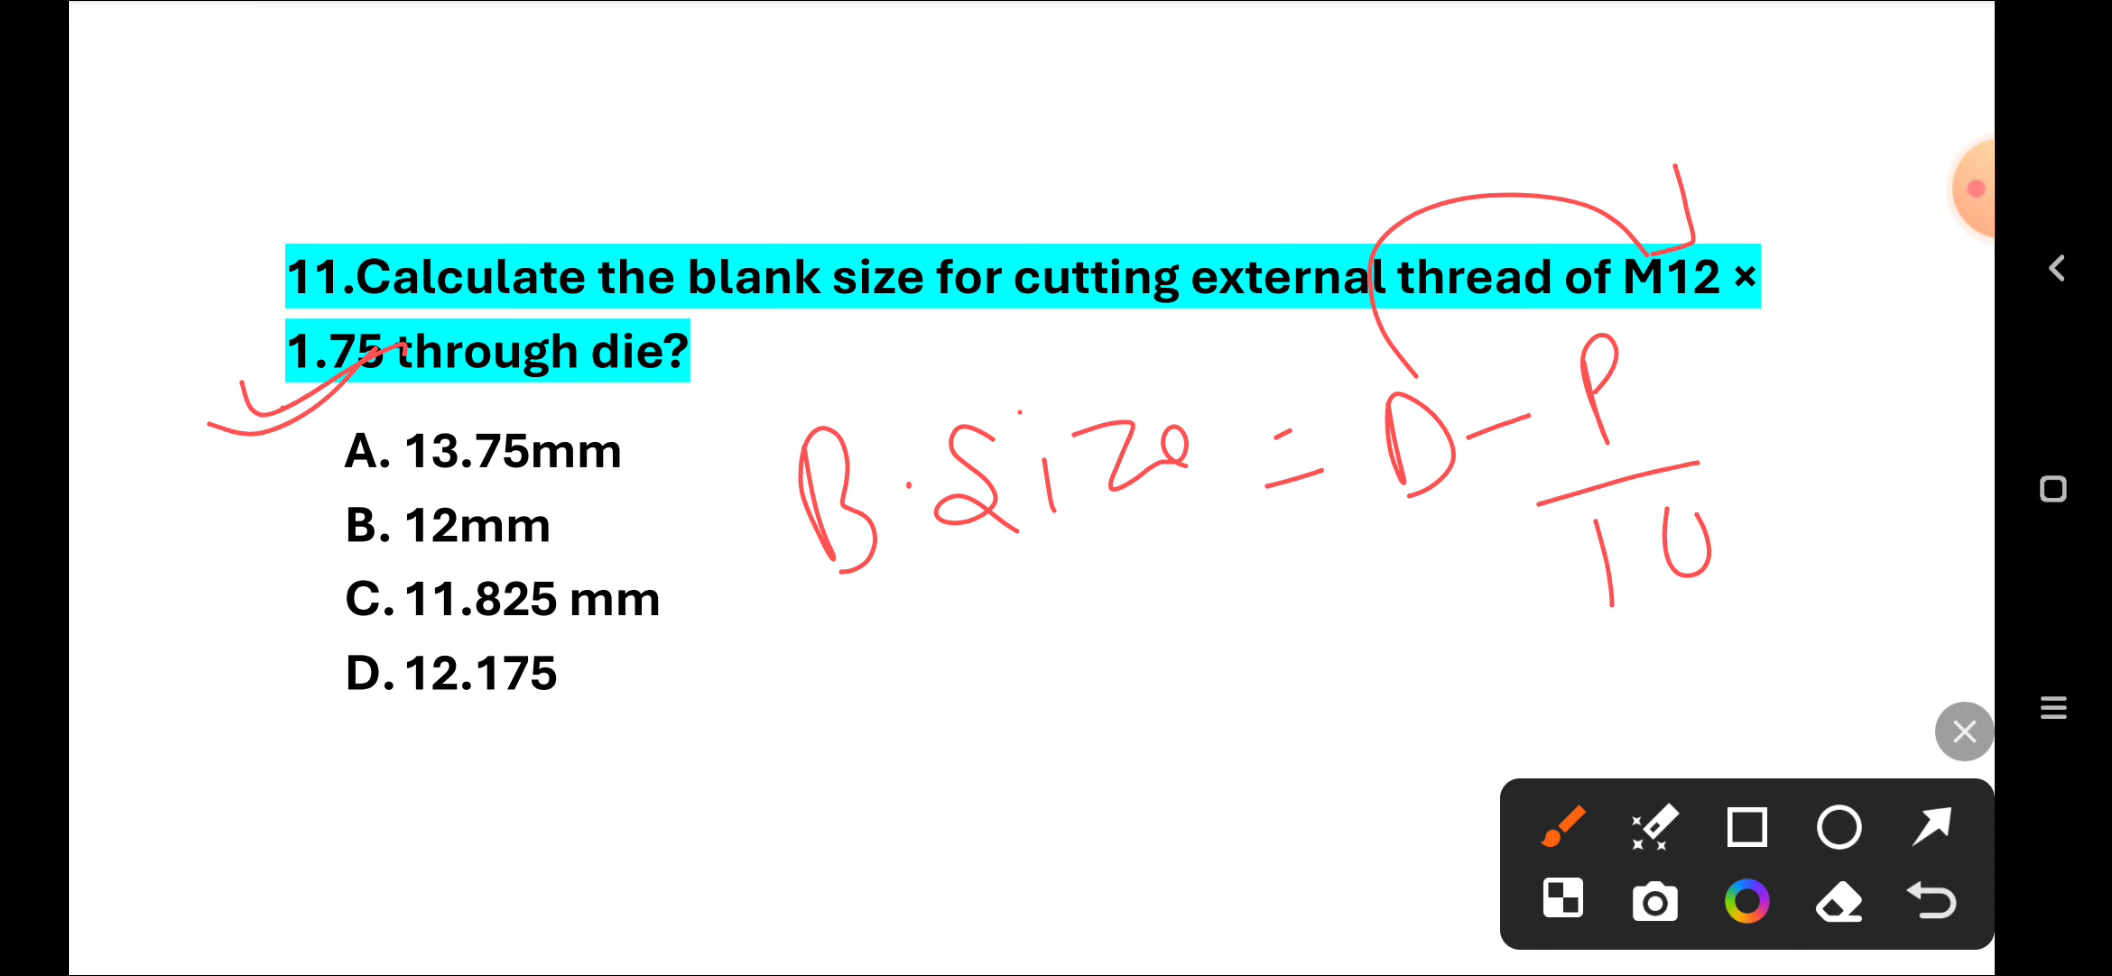 11.Calculate the blank size for cutting external thread of M12 ×
1.75 through die?
A. 13.75mm
B. 12mm
C. 11.825 mm
D. 12.175
B.Size = D - P
10